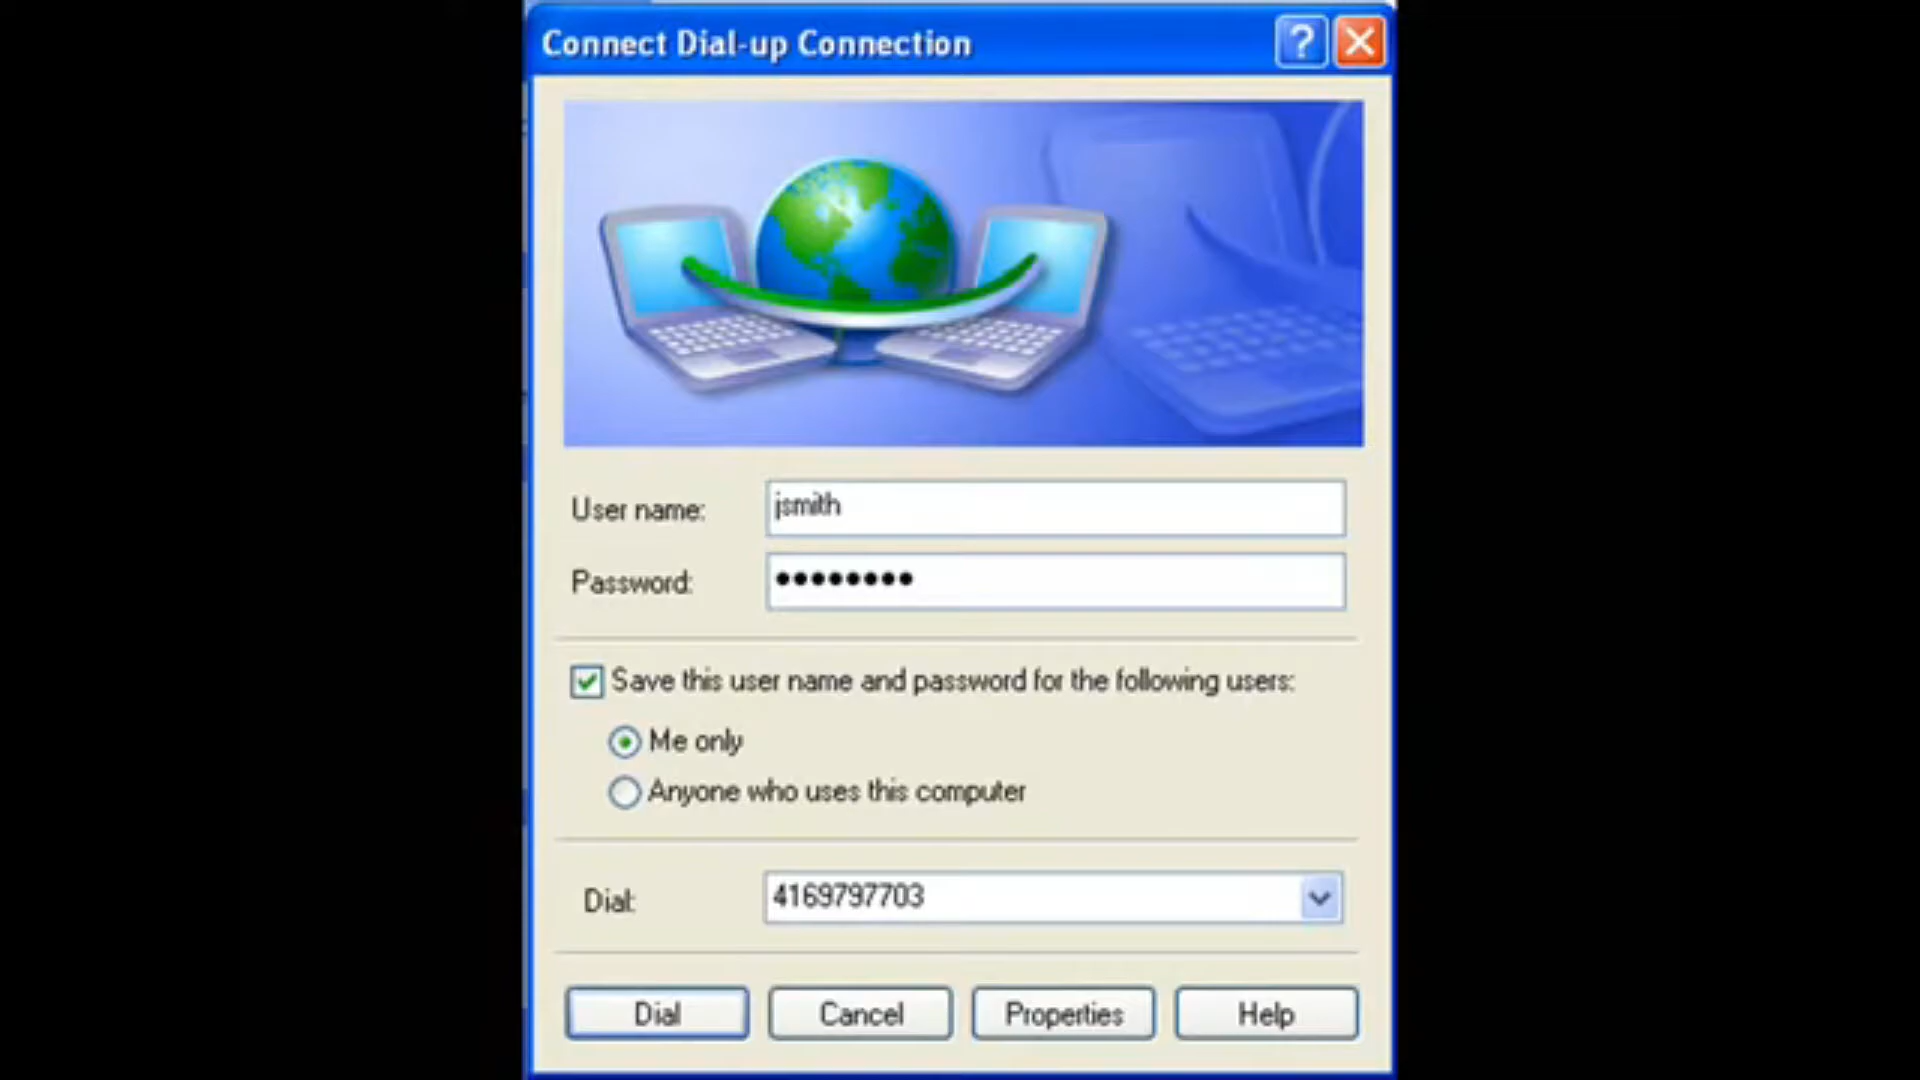 Connect Dial-up Connection
User name: jsmith
Password: ••••••••
Save this user name and password for the following users:
Me only
Anyone who uses this computer
Dial: 4169797703
Dial Cancel Properties Help